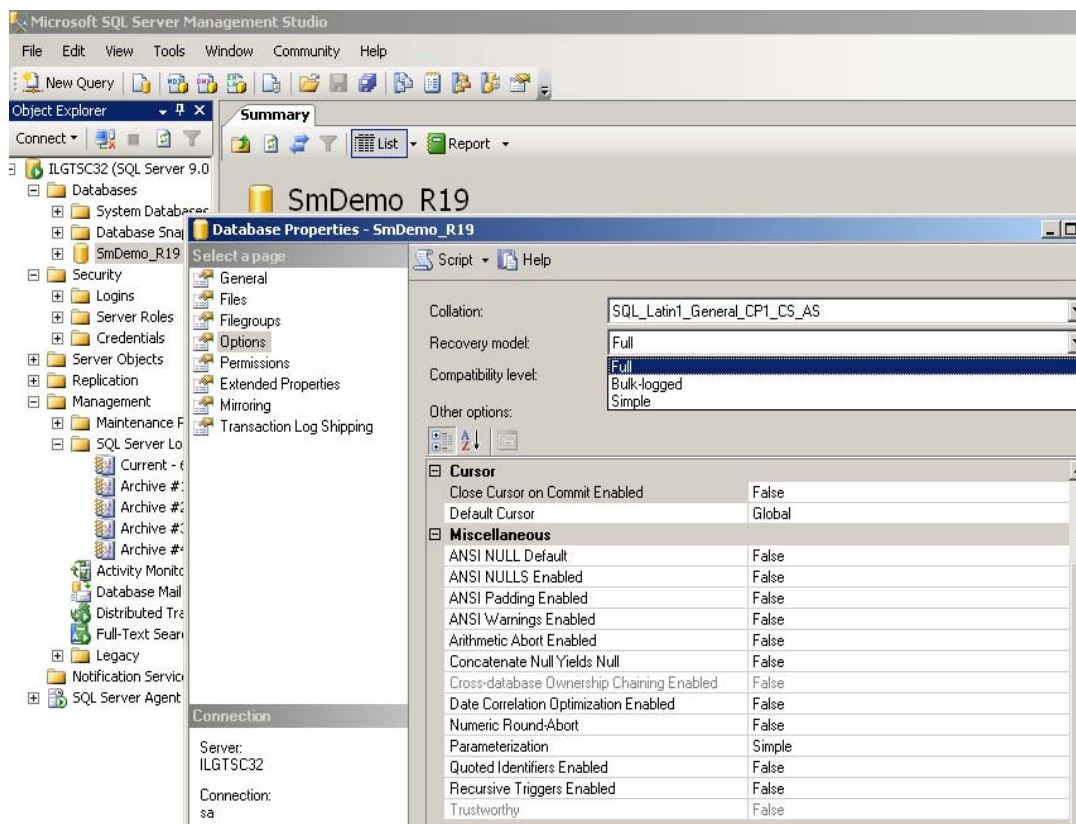 Microsoft SQL Server Management Studio
File Edit View Tools Window Community Help
New Query
Object Explorer
Connect
ILGTSC32 (SQL Server 9.0
Databases
System Databases
Database Sna
SmDemo_R19
Security
Logins
Server Roles
Credentials
Server Objects
Replication
Management
Maintenance P
SQL Server Lo
Current - 6
Archive #1
Archive #2
Archive #3
Archive #4
Activity Monito
Database Mail
Distributed Tra
Full-Text Sear
Legacy
Notification Servic
SQL Server Agent
Summary
List Report
SmDemo_R19
Database Properties - SmDemo_R19
Select a page
General
Files
Filegroups
Options
Permissions
Extended Properties
Mirroring
Transaction Log Shipping
Connection
Server:
ILGTSC32
Connection:
sa
Script Help
Collation: SQL_Latin1_General_CP1_CS_AS
Recovery model: Full
Full
Bulk-logged
Simple
Compatibility level:
Other options:
Cursor
Close Cursor on Commit Enabled False
Default Cursor Global
Miscellaneous
ANSI NULL Default False
ANSI NULLS Enabled False
ANSI Padding Enabled False
ANSI Warnings Enabled False
Arithmetic Abort Enabled False
Concatenate Null Yields Null False
Cross-database Ownership Chaining Enabled False
Date Correlation Optimization Enabled False
Numeric Round-Abort False
Parameterization Simple
Quoted Identifiers Enabled False
Recursive Triggers Enabled False
Trustworthy False